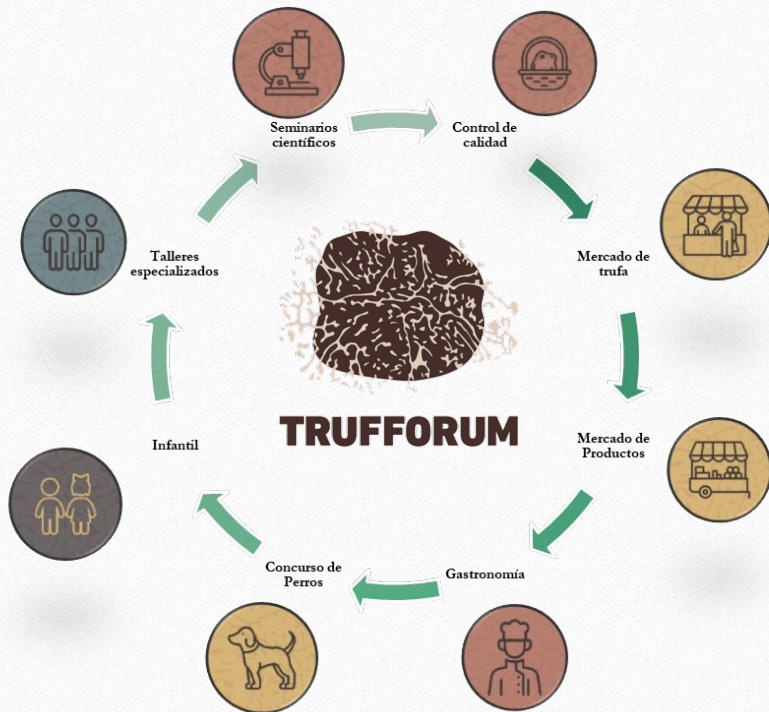 Seminarios
científicos
Control de
calidad
Mercado de
trufa
Mercado de
Productos
Gastronomía
Concurso de
Perros
Infantil
Talleres
especializados
TRUFFORUM